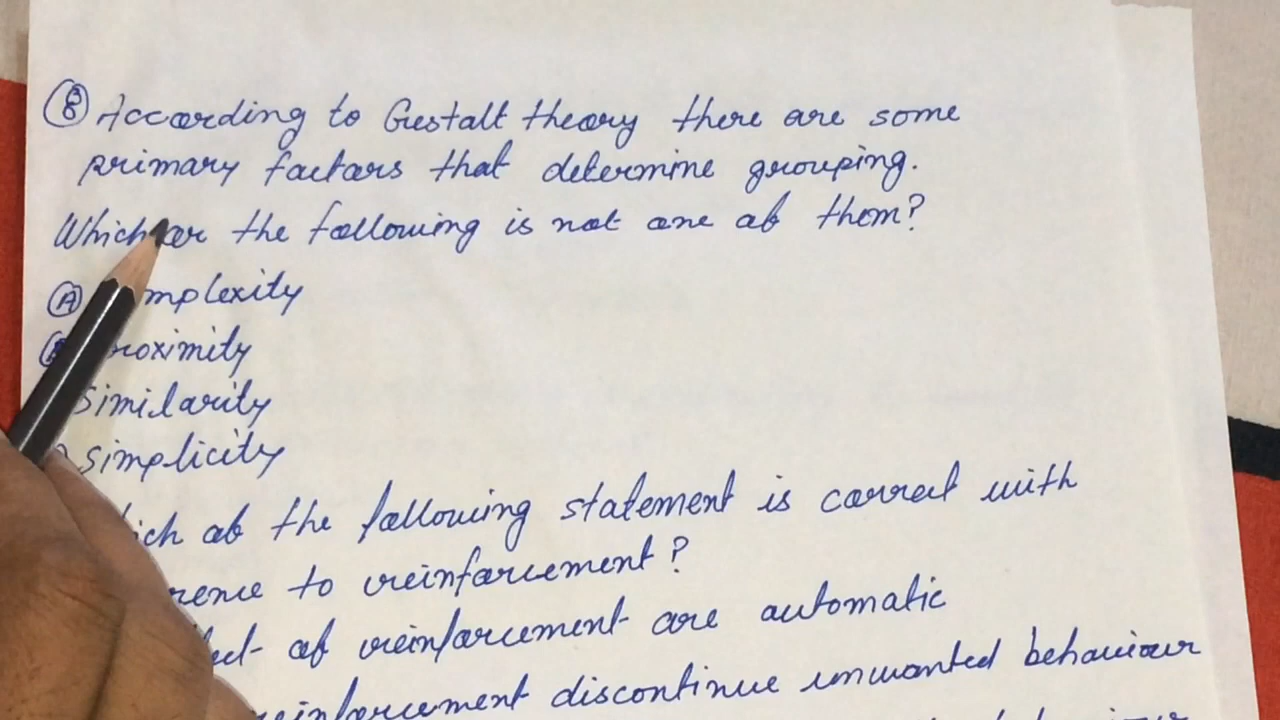 ⑧ According to Gestalt theory there are some
primary factors that determine grouping.
Which the following is not one of them?
Ⓐ mplexity
roximity
similarity
simplicity
ich of the following statement is correct with
rence to reinforcement?
of reinforcement are automatic
reinforcement discontinue unwanted behaviour